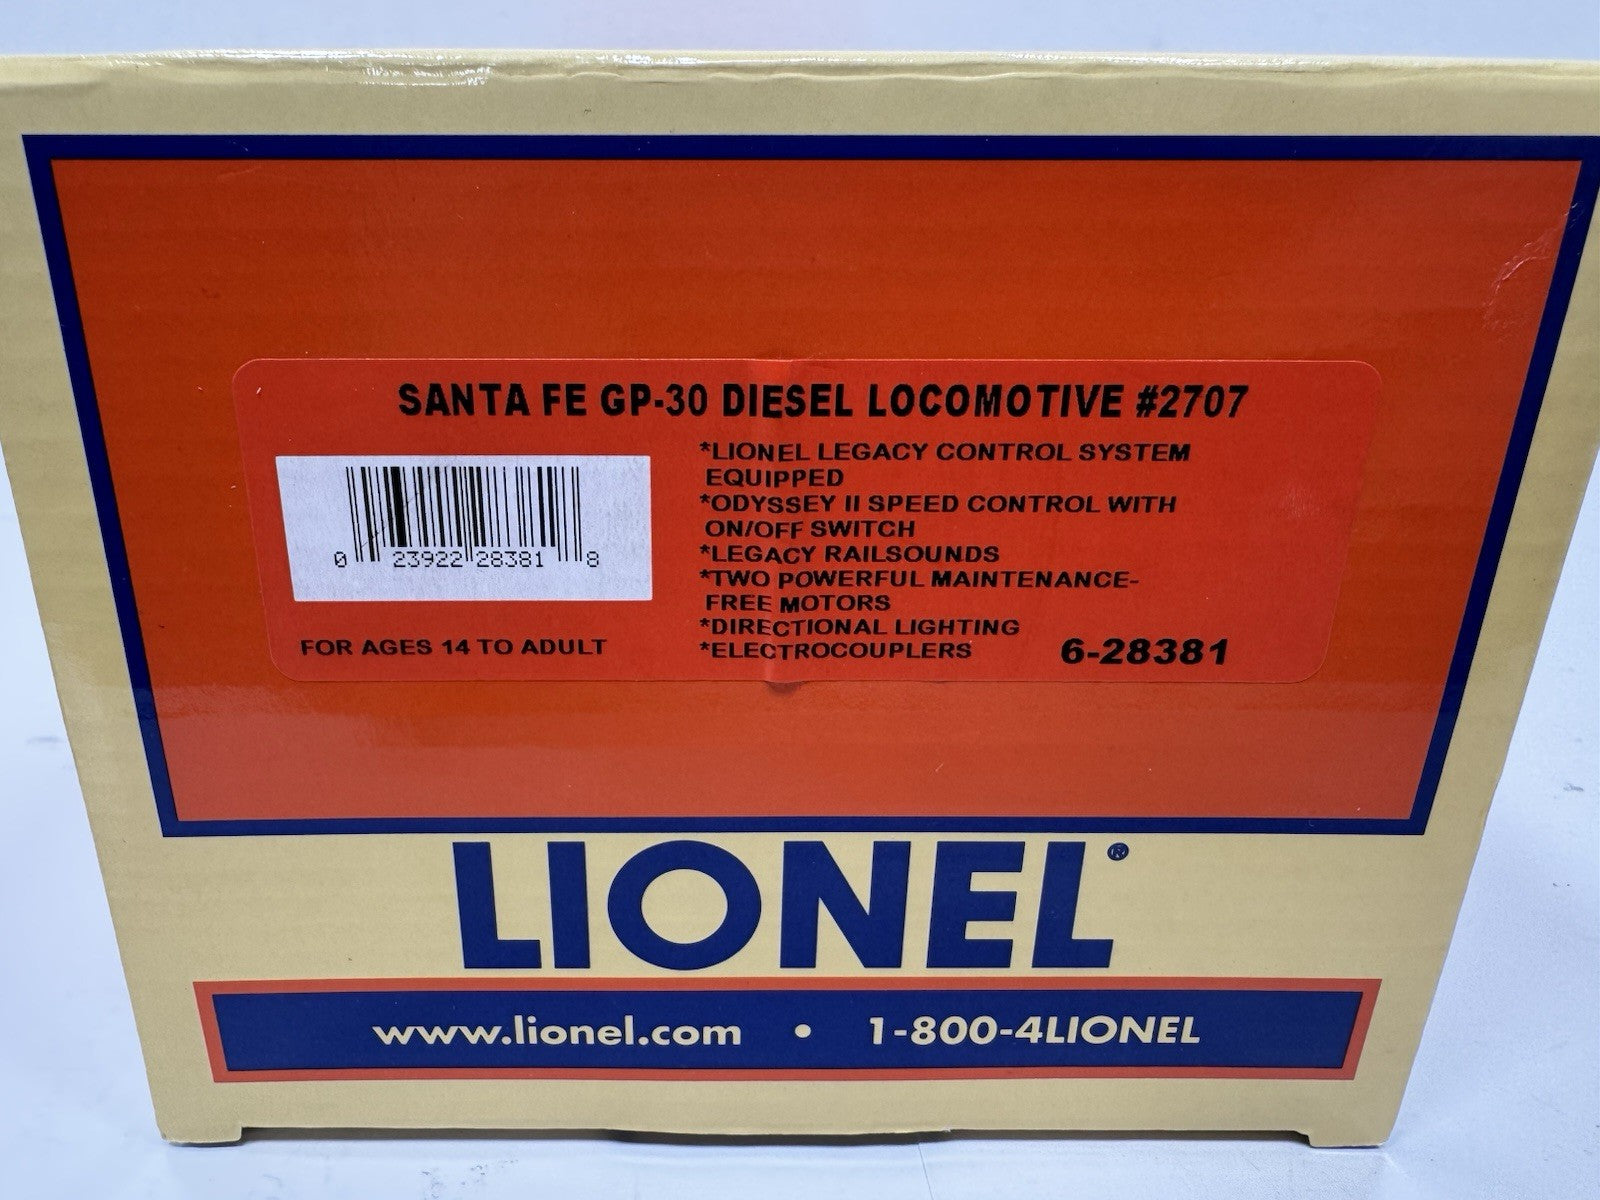 SANTA FE GP-30 DIESEL LOCOMOTIVE #2707
*LIONEL LEGACY CONTROL SYSTEM
EQUIPPED
*ODYSSEY II SPEED CONTROL WITH
ON/OFF SWITCH
*LEGACY RAILSOUNDS
*TWO POWERFUL MAINTENANCE-
FREE MOTORS
*DIRECTIONAL LIGHTING
*ELECTROCOUPLERS
0 23922 28381 8
FOR AGES 14 TO ADULT
6-28381
LIONEL®
www.lionel.com • 1-800-4LIONEL